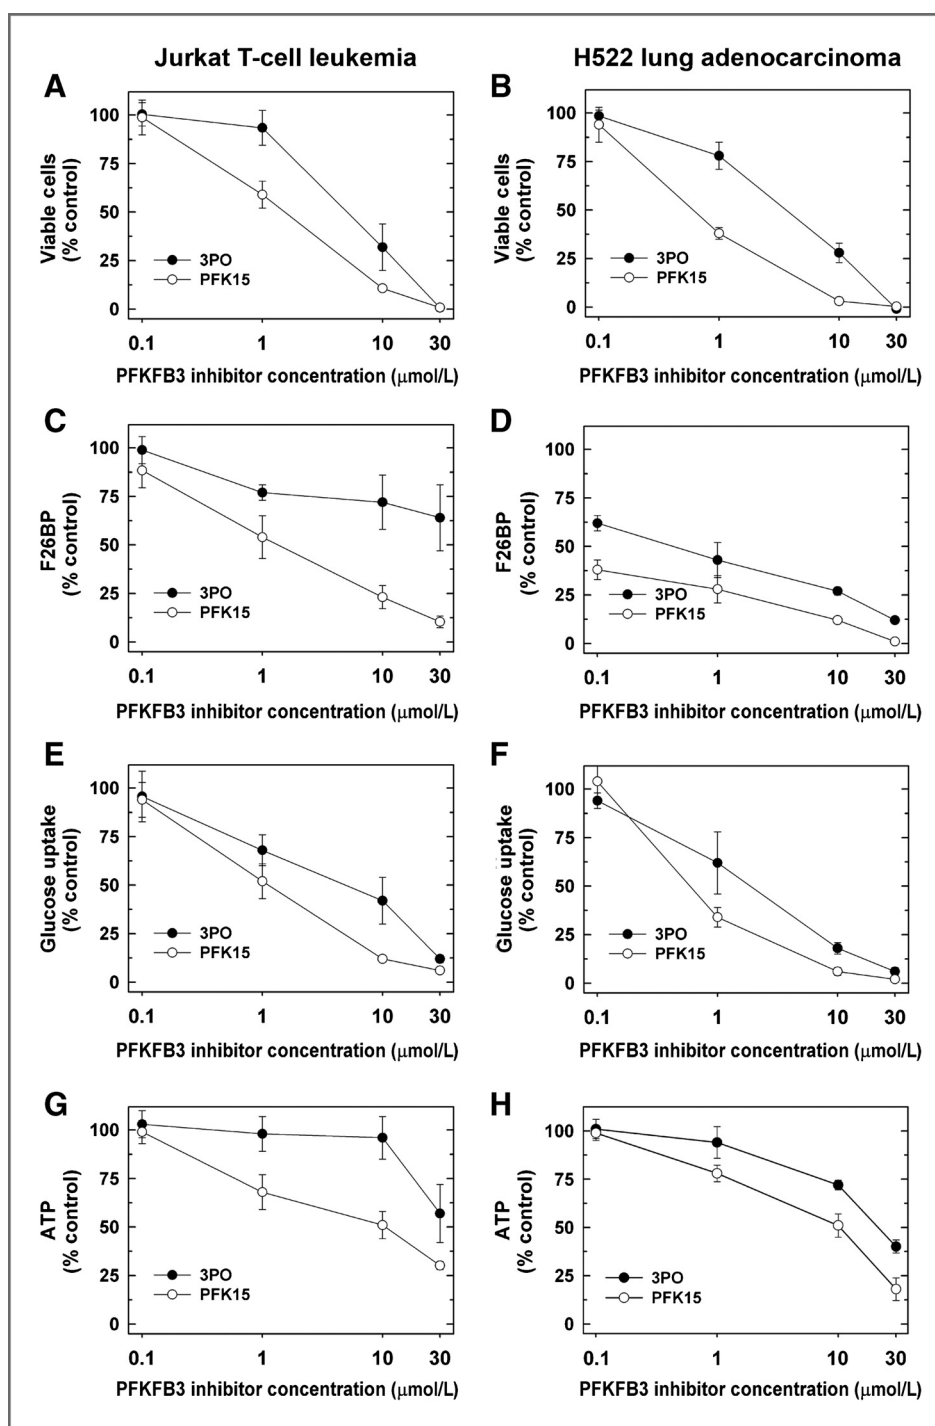 Jurkat T-cell leukemia
H522 lung adenocarcinoma
A
Viable cells
(% control)
100
75
50
25
0
3PO
PFK15
0.1 1 10 30
PFKFB3 inhibitor concentration (μmol/L)
B
Viable cells
(% control)
100
75
50
25
0
3PO
PFK15
0.1 1 10 30
PFKFB3 inhibitor concentration (μmol/L)
C
F26BP
(% control)
100
75
50
25
0
3PO
PFK15
0.1 1 10 30
PFKFB3 inhibitor concentration (μmol/L)
D
F26BP
(% control)
100
75
50
25
0
3PO
PFK15
0.1 1 10 30
PFKFB3 inhibitor concentration (μmol/L)
E
Glucose uptake
(% control)
100
75
50
25
0
3PO
PFK15
0.1 1 10 30
PFKFB3 inhibitor concentration (μmol/L)
F
Glucose uptake
(% control)
100
75
50
25
0
3PO
PFK15
0.1 1 10 30
PFKFB3 inhibitor concentration (μmol/L)
G
ATP
(% control)
100
75
50
25
0
3PO
PFK15
0.1 1 10 30
PFKFB3 inhibitor concentration (μmol/L)
H
ATP
(% control)
100
75
50
25
0
3PO
PFK15
0.1 1 10 30
PFKFB3 inhibitor concentration (μmol/L)